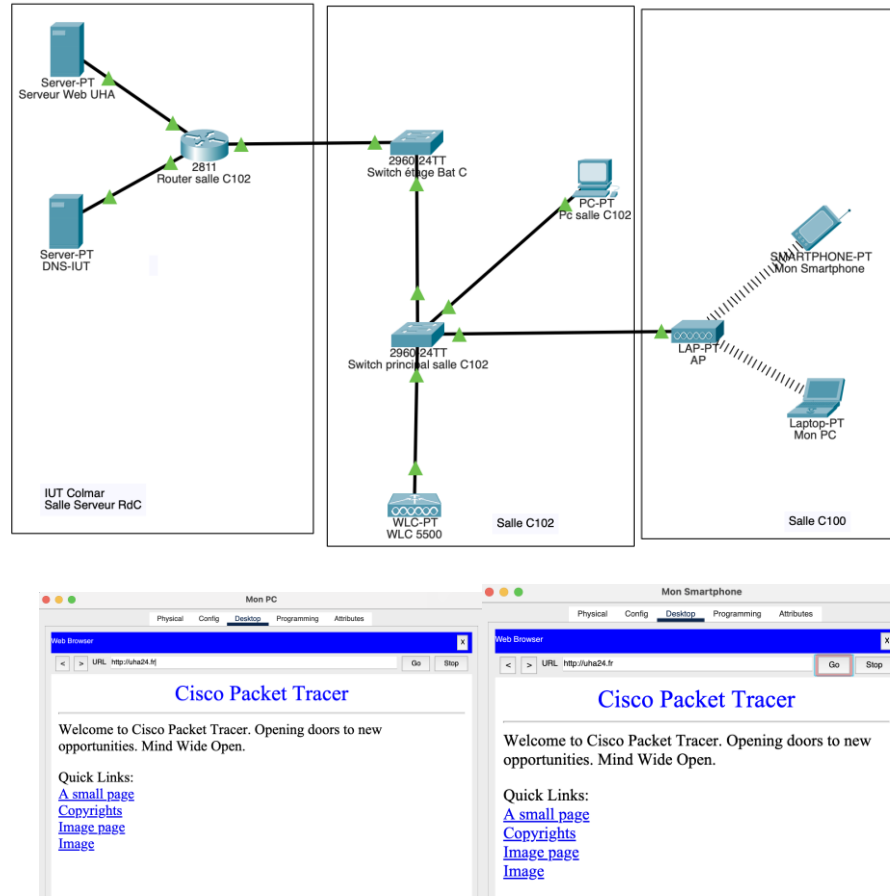 Server-PT
Serveur Web UHA
2811
Router salle C102
Server-PT
DNS-IUT
IUT Colmar
Salle Serveur RdC
2960-24TT
Switch étage Bat C
PC-PT
Pc salle C102
2960-24TT
Switch principal salle C102
WLC-PT
WLC 5500
Salle C102
SMARTPHONE-PT
Mon Smartphone
LAP-PT
AP
Laptop-PT
Mon PC
Salle C100
Mon PC
Physical Config Desktop Programming Attributes
Web Browser X
< > URL http://uha24.fr Go Stop
Cisco Packet Tracer
Welcome to Cisco Packet Tracer. Opening doors to new
opportunities. Mind Wide Open.
Quick Links:
A small page
Copyrights
Image page
Image
Mon Smartphone
Physical Config Desktop Programming Attributes
Web Browser X
< > URL http://uha24.fr Go Stop
Cisco Packet Tracer
Welcome to Cisco Packet Tracer. Opening doors to new
opportunities. Mind Wide Open.
Quick Links:
A small page
Copyrights
Image page
Image